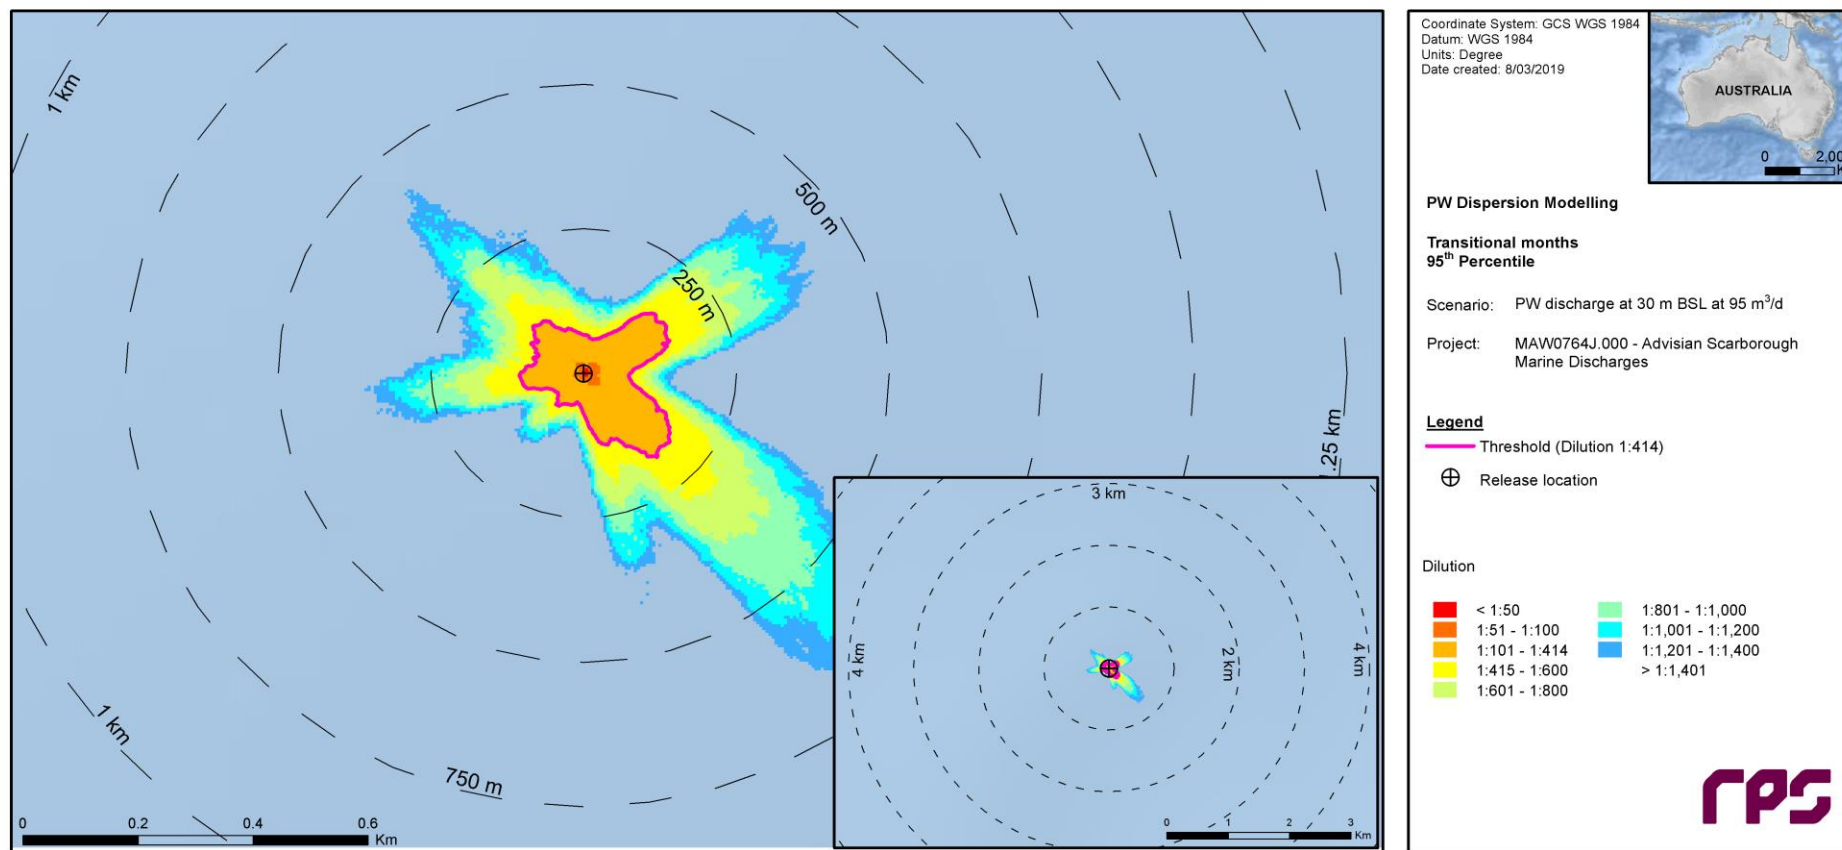 1 km
500 m
250 m
1 km
750 m
.25 km
0 0.2 0.4 0.6
Km
3 km
4 km
2 km
4 km
0 1 2 3
Km
Coordinate System: GCS WGS 1984
Datum: WGS 1984
Units: Degree
Date created: 8/03/2019
AUSTRALIA
0 2,00
K
PW Dispersion Modelling
Transitional months
95th Percentile
Scenario: PW discharge at 30 m BSL at 95 m³/d
Project: MAW0764J.000 - Advisian Scarborough
Marine Discharges
Legend
Threshold (Dilution 1:414)
Release location
Dilution
< 1:50
1:51 - 1:100
1:101 - 1:414
1:415 - 1:600
1:601 - 1:800
1:801 - 1:1,000
1:1,001 - 1:1,200
1:1,201 - 1:1,400
> 1:1,401
rps